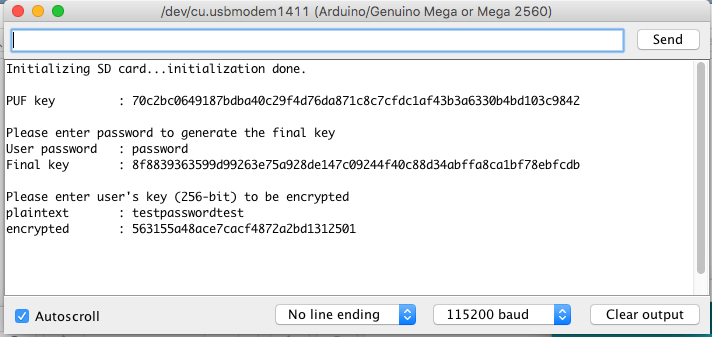 /dev/cu.usbmodem1411 (Arduino/Genuino Mega or Mega 2560)
Send
Initializing SD card...initialization done.
PUF key : 70c2bc0649187bdba40c29f4d76da871c8c7cfdc1af43b3a6330b4bd103c9842
Please enter password to generate the final key
User password : password
Final key : 8f8839363599d99263e75a928de147c09244f40c88d34abffa8ca1bf78ebfcdb
Please enter user's key (256-bit) to be encrypted
plaintext : testpasswordtest
encrypted : 563155a48ace7cacf4872a2bd1312501
Autoscroll No line ending 115200 baud Clear output